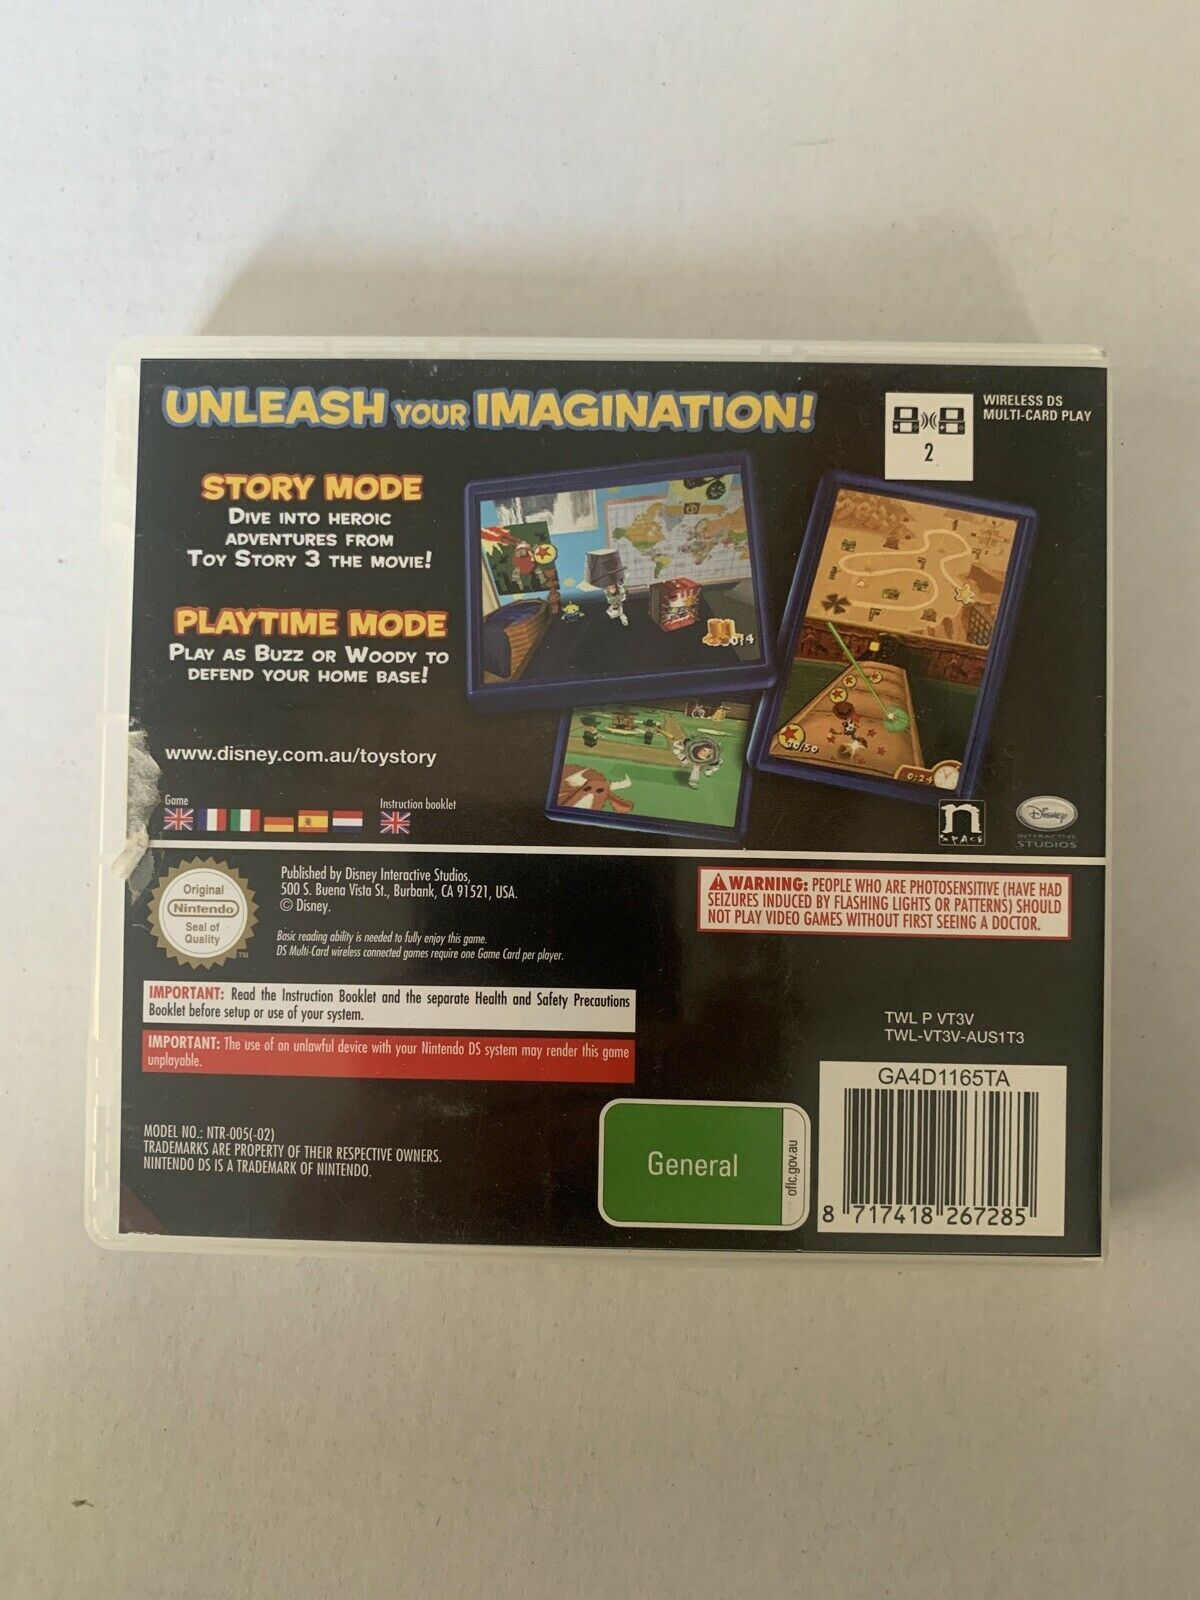 UNLEASH YOUR IMAGINATION!
WIRELESS DS
MULTI-CARD PLAY
2
STORY MODE
DIVE INTO HEROIC
ADVENTURES FROM
TOY STORY 3 THE MOVIE!
PLAYTIME MODE
PLAY AS BUZZ OR WOODY TO
DEFEND YOUR HOME BASE!
0/4
30/50
0:24
www.disney.com.au/toystory
Game
Instruction booklet
n
SPACE
Disney
INTERACTIVE
STUDIOS
Original
Nintendo
Seal of
Quality
TM
Published by Disney Interactive Studios,
500 S. Buena Vista St., Burbank, CA 91521, USA.
© Disney.
Basic reading ability is needed to fully enjoy this game.
DS Multi-Card wireless connected games require one Game Card per player.
WARNING: PEOPLE WHO ARE PHOTOSENSITIVE (HAVE HAD
SEIZURES INDUCED BY FLASHING LIGHTS OR PATTERNS) SHOULD
NOT PLAY VIDEO GAMES WITHOUT FIRST SEEING A DOCTOR.
IMPORTANT: Read the Instruction Booklet and the separate Health and Safety Precautions
Booklet before setup or use of your system.
IMPORTANT: The use of an unlawful device with your Nintendo DS system may render this game
unplayable.
TWL P VT3V
TWL-VT3V-AUS1T3
GA4D1165TA
8 717418 267285
MODEL NO.: NTR-005(-02)
TRADEMARKS ARE PROPERTY OF THEIR RESPECTIVE OWNERS.
NINTENDO DS IS A TRADEMARK OF NINTENDO.
General
oflc.gov.au